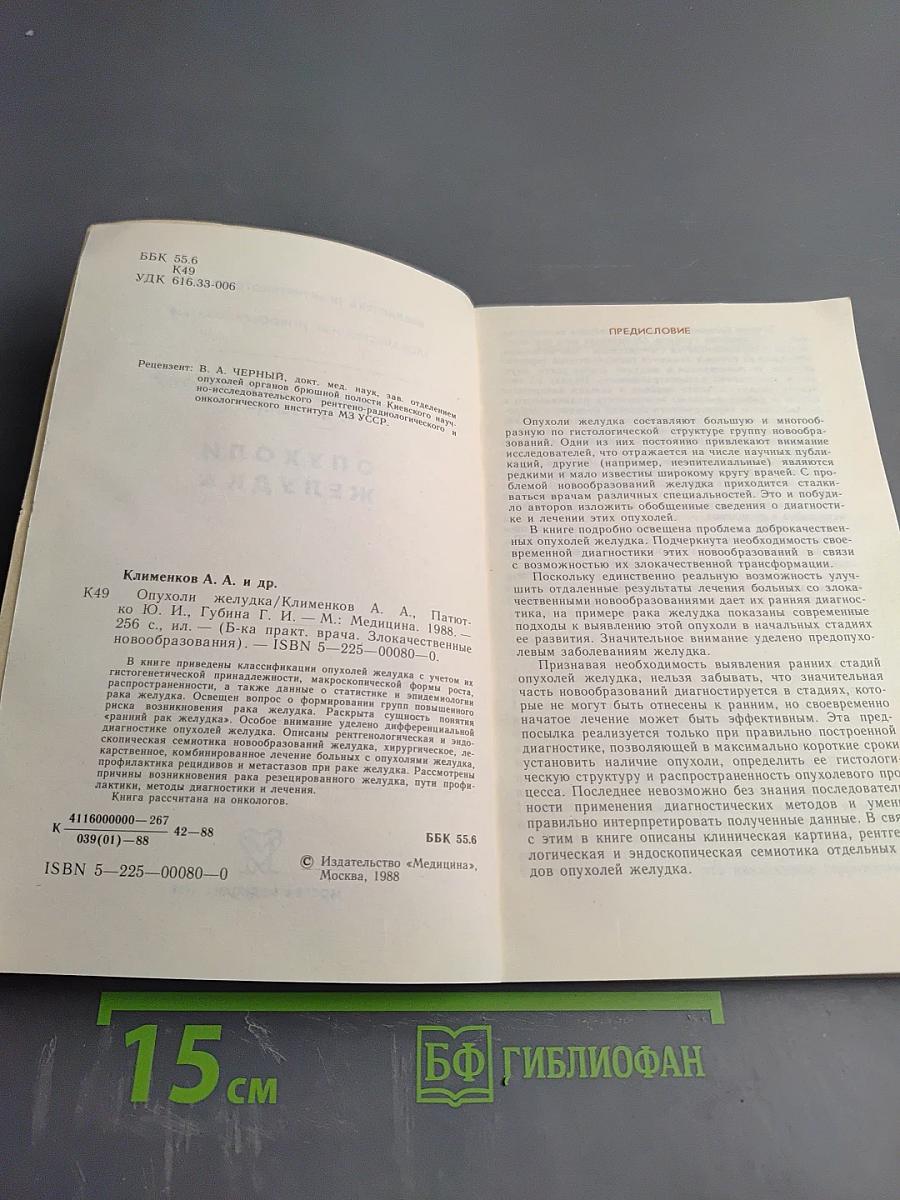 ББК 55.6
К49
УДК 616.33-006
Рецензент: В. А. ЧЕРНЫЙ, докт. мед. наук, зав. отделением
опухолей органов брюшной полости Киевского науч-
но-исследовательского рентгено-радиологического и
онкологического института МЗ УССР.
Клименков А. А. и др.
К49 Опухоли желудка/Клименков А. А., Патют-
ко Ю. И., Губина Г. И. — М.: Медицина. 1988. —
256 с., ил. — (Б-ка практ. врача. Злокачественные
новообразования). — ISBN 5—225—00080—0.
В книге приведены классификации опухолей желудка с учетом их
гистогенетической принадлежности, макроскопической формы роста,
распространенности, а также данные о статистике и эпидемиологии
рака желудка. Освещен вопрос о формировании групп повышенного
риска возникновения рака желудка. Раскрыта сущность понятия
«ранний рак желудка». Особое внимание уделено дифференциальной
диагностике опухолей желудка. Описаны рентгенологическая и эндо-
скопическая семиотика новообразований желудка, хирургическое, ле-
карственное, комбинированное лечение больных с опухолями желудка,
профилактика рецидивов и метастазов при раке желудка. Рассмотрены
причины возникновения рака резецированного желудка, пути профи-
лактики, методы диагностики и лечения.
Книга рассчитана на онкологов.
К 4116000000—267
039(01)—88 42—88
ББК 55.6
ISBN 5—225—00080—0
© Издательство «Медицина»,
Москва, 1988
ПРЕДИСЛОВИЕ
Опухоли желудка составляют большую и многооб-
разную по гистологической структуре группу новообра-
зований. Одни из них постоянно привлекают внимание
исследователей, что отражается на числе научных публи-
каций, другие (например, неэпителиальные) являются
редкими и мало известны широкому кругу врачей. С про-
блемой новообразований желудка приходится сталки-
ваться врачам различных специальностей. Это и побуди-
ло авторов изложить обобщенные сведения о диагности-
ке и лечении этих опухолей.
В книге подробно освещена проблема доброкачествен-
ных опухолей желудка. Подчеркнута необходимость свое-
временной диагностики этих новообразований в связи
с возможностью их злокачественной трансформации.
Поскольку единственно реальную возможность улуч-
шить отдаленные результаты лечения больных со злока-
чественными новообразованиями дает их ранняя диагнос-
тика, на примере рака желудка показаны современные
подходы к выявлению этой опухоли в начальных стадиях
ее развития. Значительное внимание уделено предопухо-
левым заболеваниям желудка.
Признавая необходимость выявления ранних стадий
опухолей желудка, нельзя забывать, что значительная
часть новообразований диагностируется в стадиях, кото-
рые не могут быть отнесены к ранним, но своевременно
начатое лечение может быть эффективным. Эта пред-
посылка реализуется только при правильно построенной
диагностике, позволяющей в максимально короткие сроки
установить наличие опухоли, определить ее гистологи-
ческую структуру и распространенность опухолевого про-
цесса. Последнее невозможно без знания последователь
ности применения диагностических методов и умен
правильно интерпретировать полученные данные. В свя
с этим в книге описаны клиническая картина, рентге
логическая и эндоскопическая семиотика отдельных
дов опухолей желудка.
15 см
БФ ГИБЛИОФАН